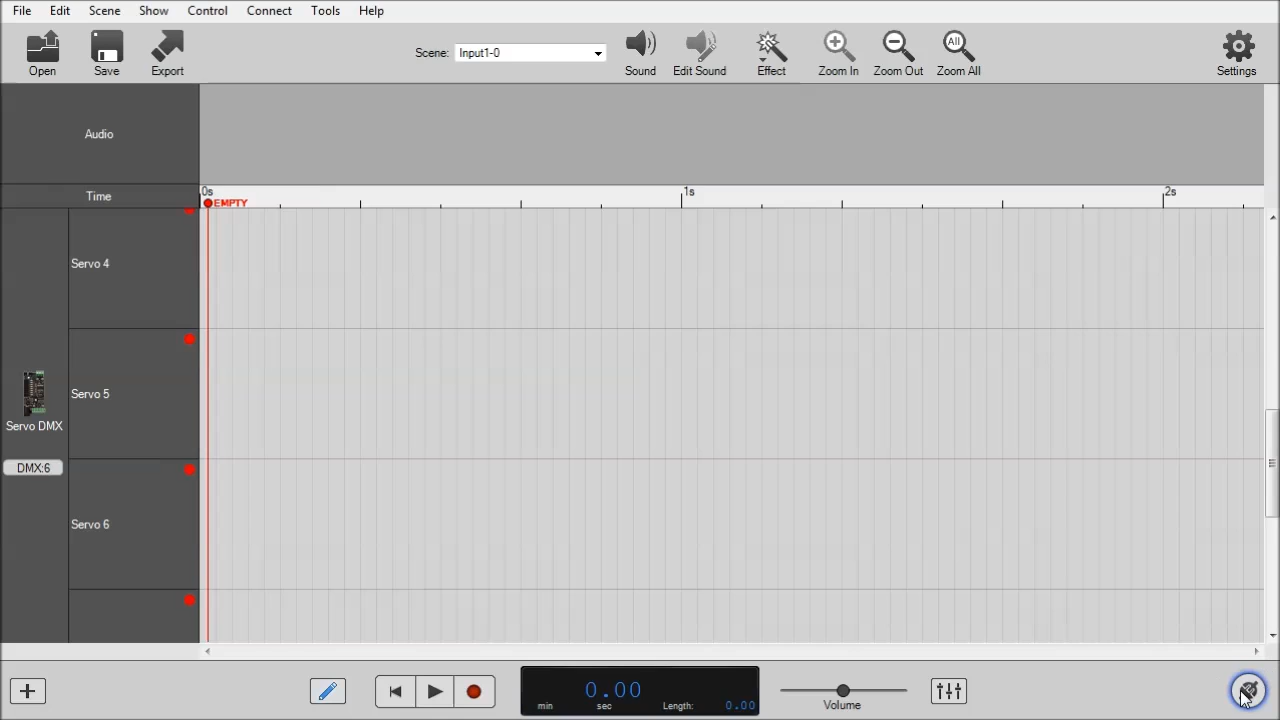 File Edit Scene Show Control Connect Tools Help
Open Save Export Scene: Input1-0 Sound Edit Sound Effect All Zoom In Zoom Out Zoom All Settings
Audio
Time 0s 1s 2s
EMPTY
Servo 4
Servo 5
Servo DMX
DMX:6
Servo 6
0.00
min sec Length: 0.00
Volume